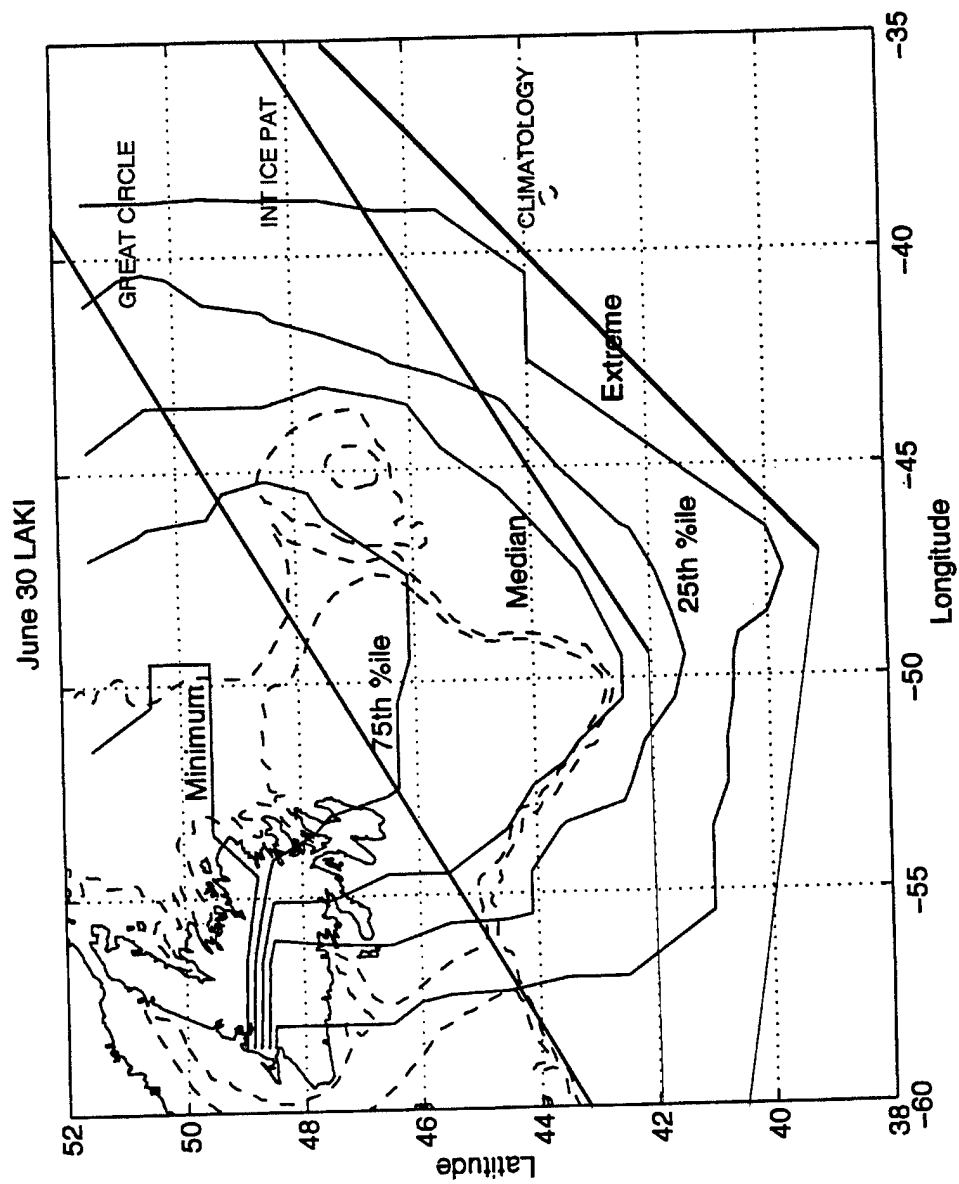 June 30 LAKI
GREAT CIRCLE
INT ICE PAT
CLIMATOLOGY
Minimum
75th %ile
Median
25th %ile
Extreme
Latitude
52
50
48
46
44
42
40
38
-60
-55
-50
-45
-40
-35
Longitude